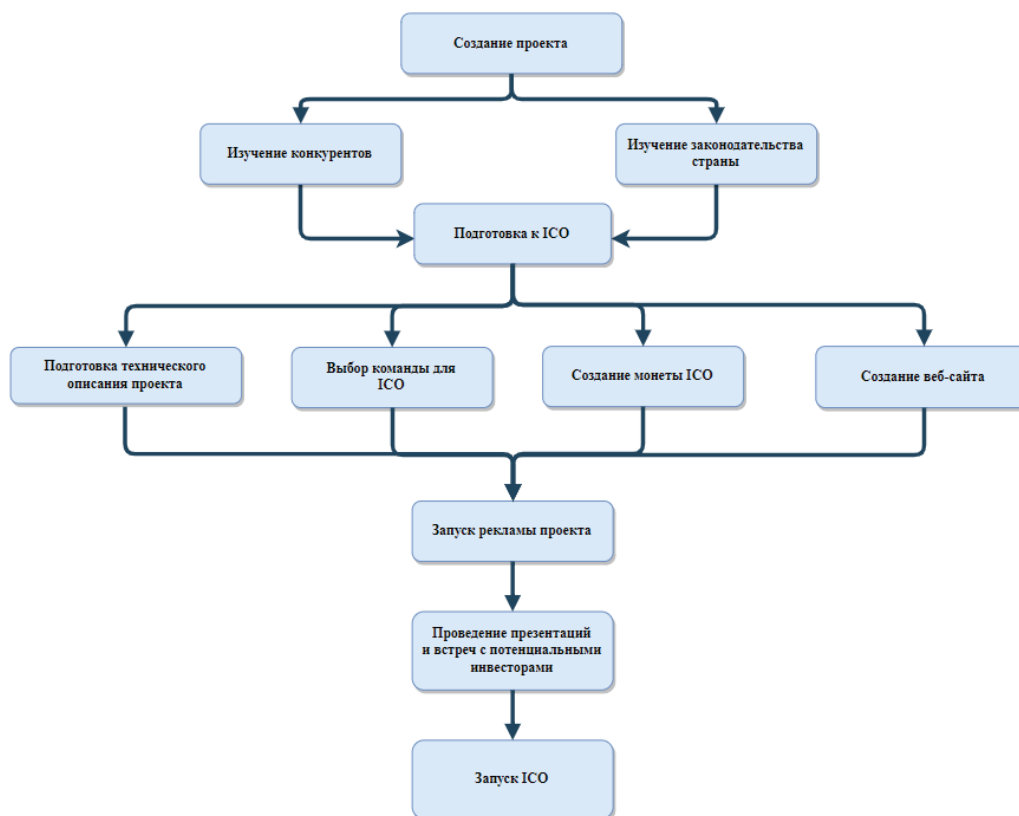 Создание проекта
Изучение конкурентов
Изучение законодательства
страны
Подготовка к ICO
Подготовка технического
описания проекта
Выбор команды для
ICO
Создание монеты ICO
Создание веб-сайта
Запуск рекламы проекта
Проведение презентаций
и встреч с потенциальными
инвесторами
Запуск ICO